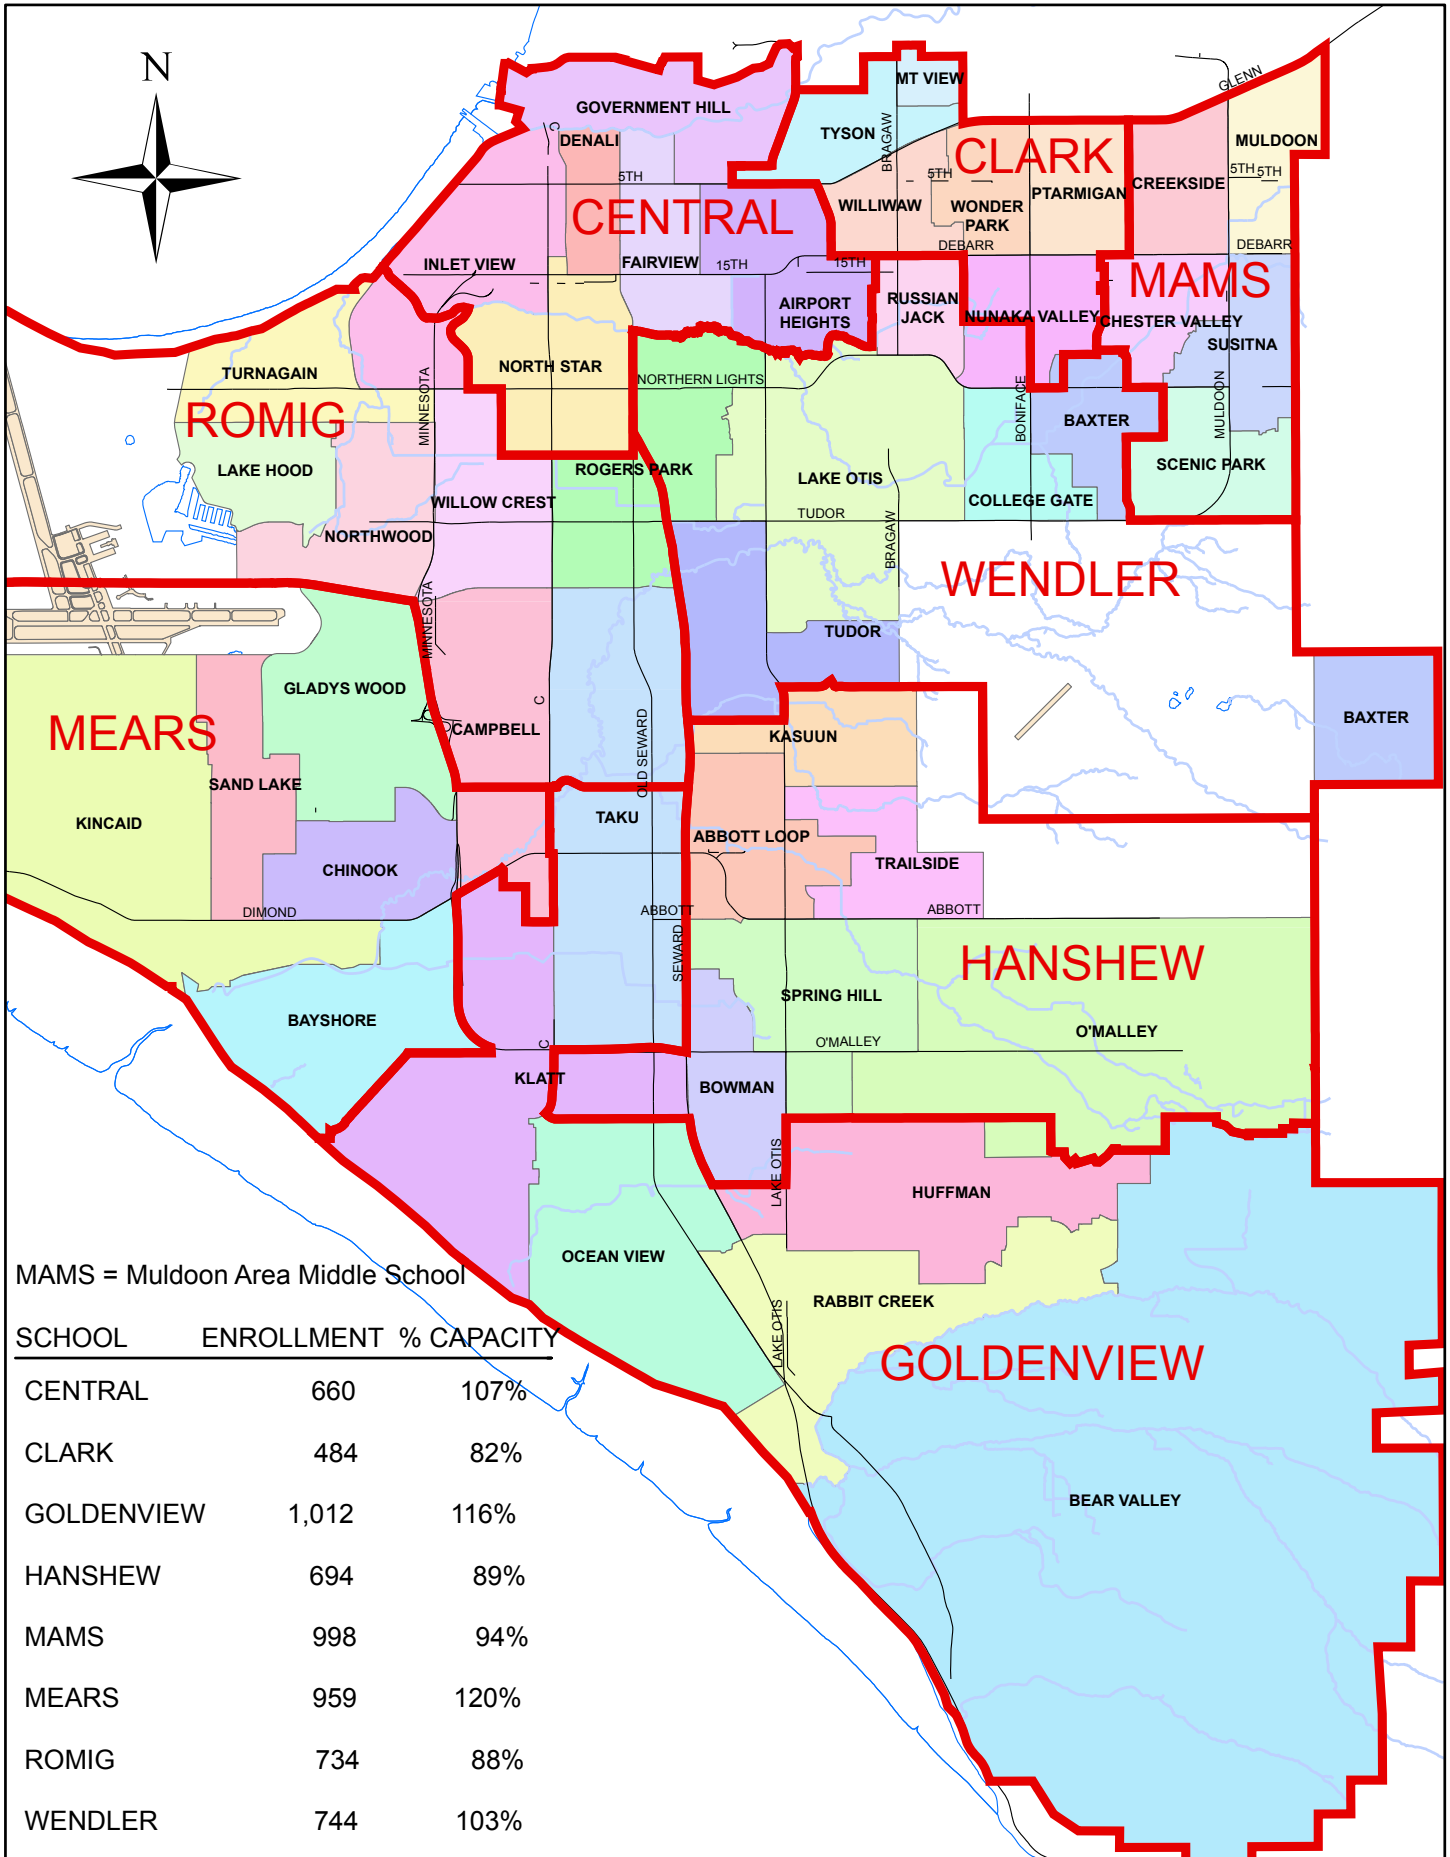 N
GLENN
MT VIEW
GOVERNMENT HILL
C
TYSON
BRAGAW
DENALI
MULDOON
CLARK
5TH
5TH
5TH
5TH
CREEKSIDE
PTARMIGAN
WILLIWAW
WONDER
PARK
CENTRAL
DEBARR
DEBARR
INLET VIEW
FAIRVIEW
15TH
15TH
MAMS
AIRPORT
HEIGHTS
RUSSIAN
JACK
NUNAKA VALLEY
CHESTER VALLEY
SUSITNA
NORTH STAR
TURNAGAIN
NORTHERN LIGHTS
MINNESOTA
BONIFACE
MULDOON
ROMIG
BAXTER
LAKE HOOD
ROGERS PARK
SCENIC PARK
LAKE OTIS
WILLOW CREST
COLLEGE GATE
TUDOR
NORTHWOOD
BRAGAW
WENDLER
MINNESOTA
TUDOR
GLADYS WOOD
C
OLD SEWARD
BAXTER
MEARS
CAMPBELL
KASUUN
SAND LAKE
KINCAID
TAKU
ABBOTT LOOP
CHINOOK
TRAILSIDE
DIMOND
ABBOTT
ABBOTT
SEWARD
HANSHEW
SPRING HILL
BAYSHORE
O'MALLEY
C
O'MALLEY
KLATT
BOWMAN
LAKE OTIS
HUFFMAN
OCEAN VIEW
RABBIT CREEK
LAKE OTIS
GOLDENVIEW
BEAR VALLEY
MAMS = Muldoon Area Middle School
SCHOOL ENROLLMENT % CAPACITY
CENTRAL 660 107%
CLARK 484 82%
GOLDENVIEW 1,012 116%
HANSHEW 694 89%
MAMS 998 94%
MEARS 959 120%
ROMIG 734 88%
WENDLER 744 103%